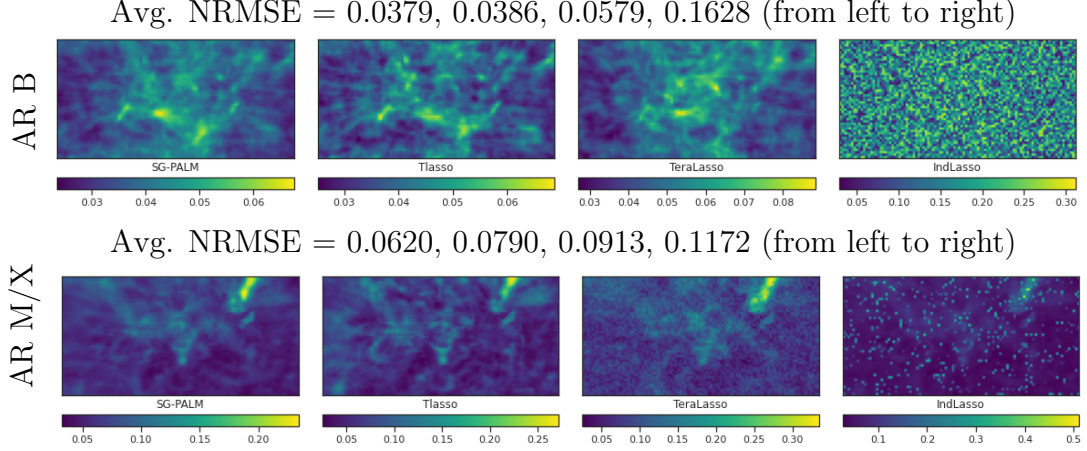 Avg. NRMSE = 0.0379, 0.0386, 0.0579, 0.1628 (from left to right)
AR B
SG-PALM Tlasso TeraLasso IndLasso
0.03 0.04 0.05 0.06 0.03 0.04 0.05 0.06 0.03 0.04 0.05 0.06 0.07 0.08 0.05 0.10 0.15 0.20 0.25 0.30
Avg. NRMSE = 0.0620, 0.0790, 0.0913, 0.1172 (from left to right)
AR M/X
SG-PALM Tlasso TeraLasso IndLasso
0.05 0.10 0.15 0.20 0.05 0.10 0.15 0.20 0.25 0.05 0.10 0.15 0.20 0.25 0.30 0.1 0.2 0.3 0.4 0.5